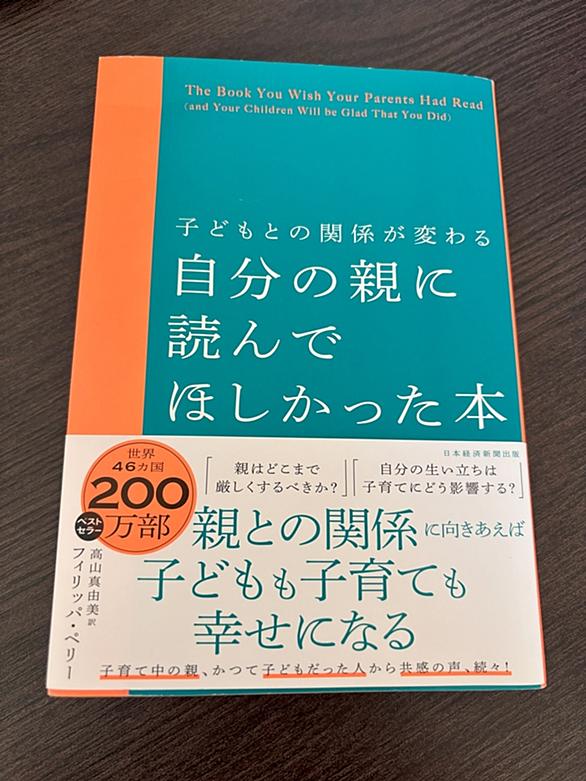 The Book You Wish Your Parents Had Read
(and Your Children Will be Glad That You Did)
子どもとの関係が変わる
自分の親に
読んで
ほしかった本
日本経済新聞出版
世界
46カ国
200
万部
ベスト
セラー
「親はどこまで
厳しくするべきか?」
「自分の生い立ちは
子育てにどう影響する?」
親との関係に向きあえば
子どもも子育ても
幸せになる
フィリッパ・ペリー
高山真由美 訳
子育て中の親、かつて子どもだった人から共感の声、続々!